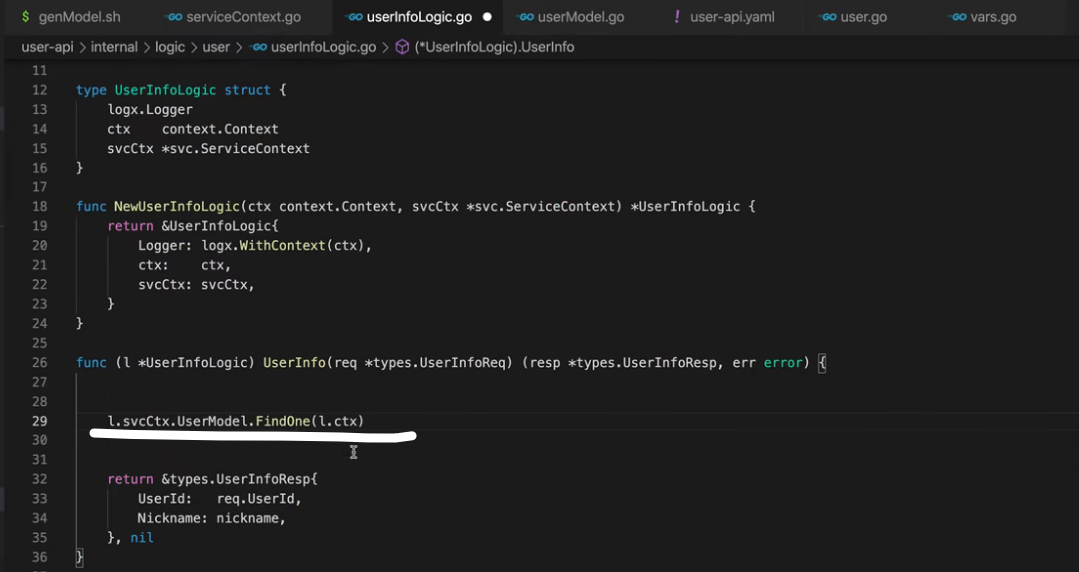 $ genModel.sh serviceContext.go userInfoLogic.go userModel.go ! user-api.yaml user.go vars.go
user-api > internal > logic > user > userInfoLogic.go > (*UserInfoLogic).UserInfo
11
12 type UserInfoLogic struct {
13 logx.Logger
14 ctx context.Context
15 svcCtx *svc.ServiceContext
16 }
17
18 func NewUserInfoLogic(ctx context.Context, svcCtx *svc.ServiceContext) *UserInfoLogic {
19 return &UserInfoLogic{
20 Logger: logx.WithContext(ctx),
21 ctx: ctx,
22 svcCtx: svcCtx,
23 }
24 }
25
26 func (l *UserInfoLogic) UserInfo(req *types.UserInfoReq) (resp *types.UserInfoResp, err error) {
27
28
29 l.svcCtx.UserModel.FindOne(l.ctx)
30
31
32 return &types.UserInfoResp{
33 UserId: req.UserId,
34 Nickname: nickname,
35 }, nil
36 }